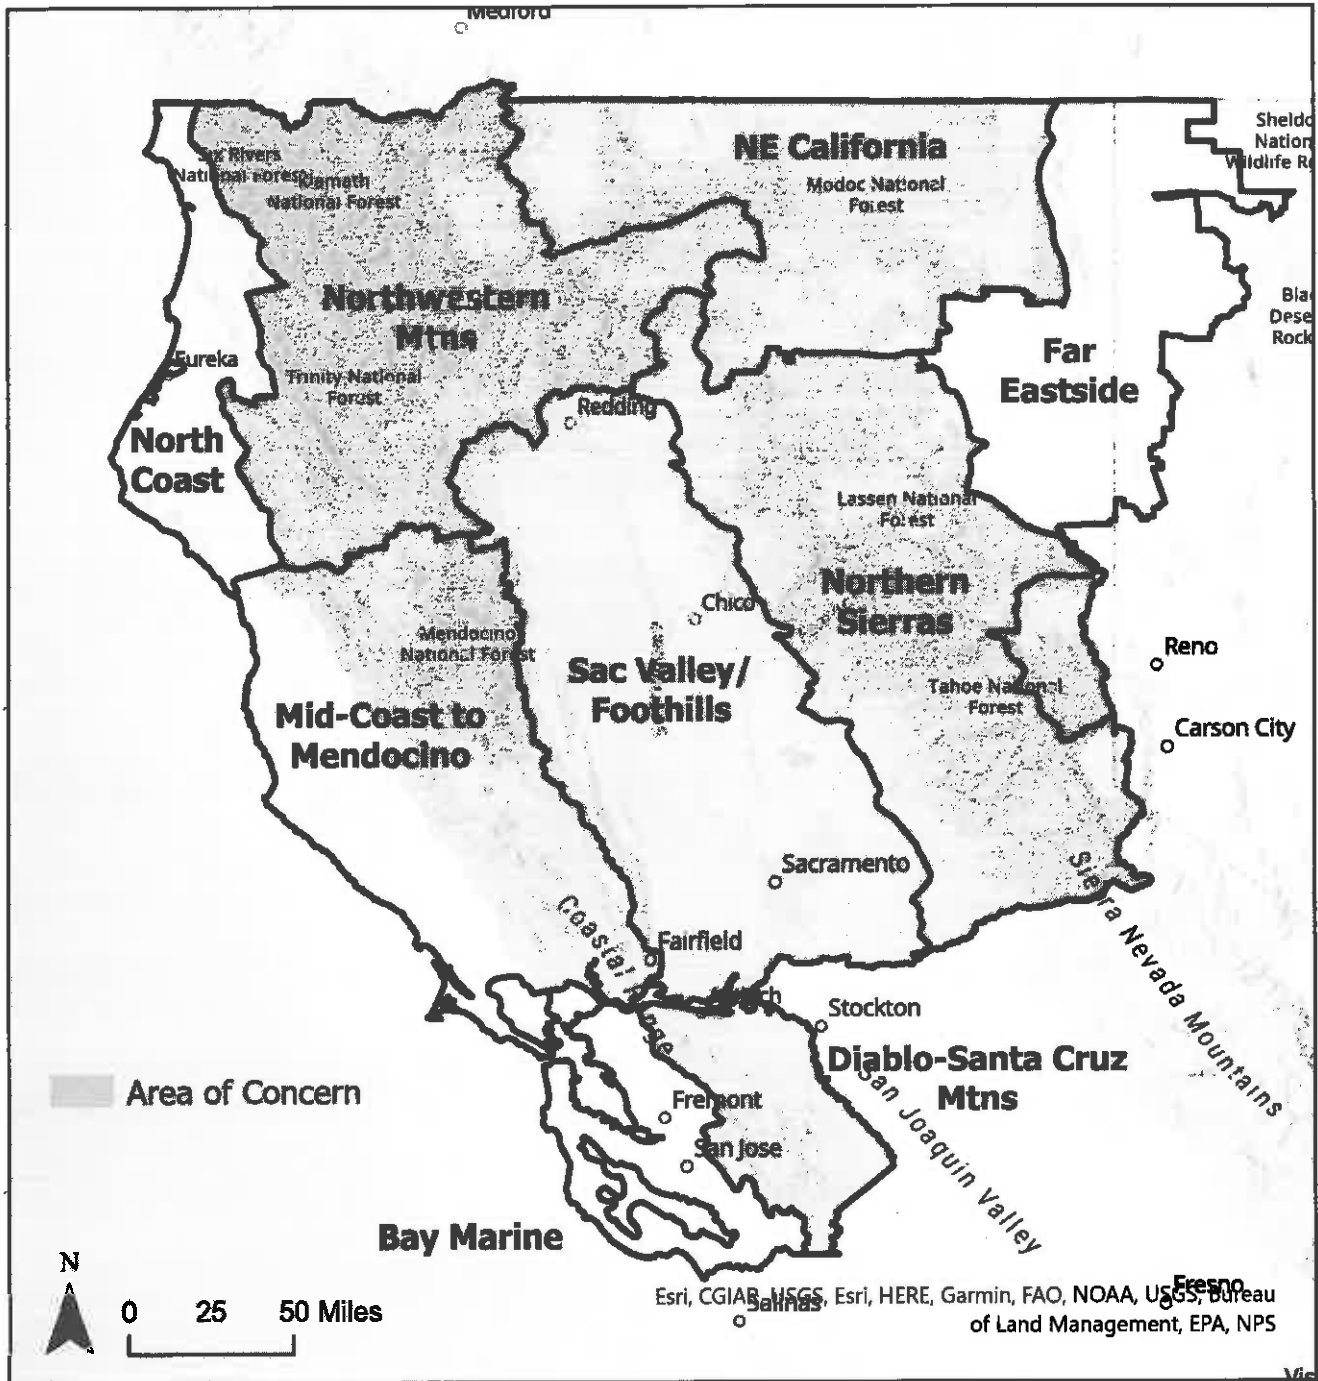 Medford
NE California
Modoc National
Forest
Sheldo
Nation
Wildlife Re
Six Rivers
National Forest
Klamath
National Forest
Northwestern
Mtns
Trinity National
Forest
Eureka
North
Coast
Redding
Far
Eastside
Blac
Dese
Rock
Lassen National
Forest
Northern
Sierras
Chico
Mendocino
National Forest
Sac Valley/
Foothills
Mid-Coast to
Mendocino
Tahoe National
Forest
Reno
Carson City
Sacramento
Fairfield
Coastal Range
Sierra Nevada Mountains
Stockton
Diablo-Santa Cruz
Mtns
San Joaquin Valley
Area of Concern
Fremont
San Jose
Bay Marine
N
0 25 50 Miles
Salinas
Fresno
Esri, CGIAR, USGS, Esri, HERE, Garmin, FAO, NOAA, USGS, Bureau
of Land Management, EPA, NPS
Vis